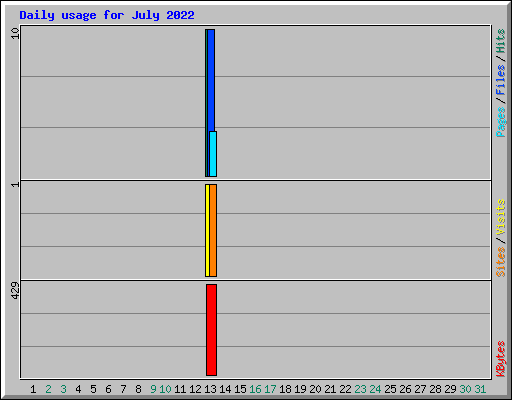 Daily usage for July 2022
10
1
429
Pages/Files/Hits
Sites/Visits
KBytes
1 2 3 4 5 6 7 8 9 10 11 12 13 14 15 16 17 18 19 20 21 22 23 24 25 26 27 28 29 30 31